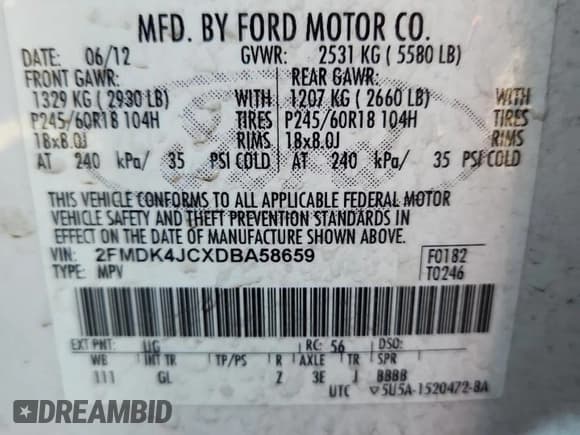 MFD. BY FORD MOTOR CO.
DATE: 06/12 GVWR: 2531 KG ( 5580 LB)
FRONT GAWR: REAR GAWR:
1329 KG ( 2930 LB) WITH 1207 KG ( 2660 LB) WITH
P245/60R18 104H TIRES P245/60R18 104H TIRES
18x8.0J RIMS 18x8.0J RIMS
AT 240 kPa/ 35 PSI COLD AT 240 kPa/ 35 PSI COLD
THIS VEHICLE CONFORMS TO ALL APPLICABLE FEDERAL MOTOR
VEHICLE SAFETY AND THEFT PREVENTION STANDARDS IN
EFFECT ON THE DATE OF MANUFACTURE SHOWN ABOVE.
VIN: 2FMDK4JCXDBA58659 F0182
TYPE: MPV T0246
EXT PNT: UG RC: 56 DSO:
WB INT TR TP/PS R AXLE TR SPR
111 GL 2 3E J BBBB
UTC ▽5U5A-1520472-BA
DREAMBID